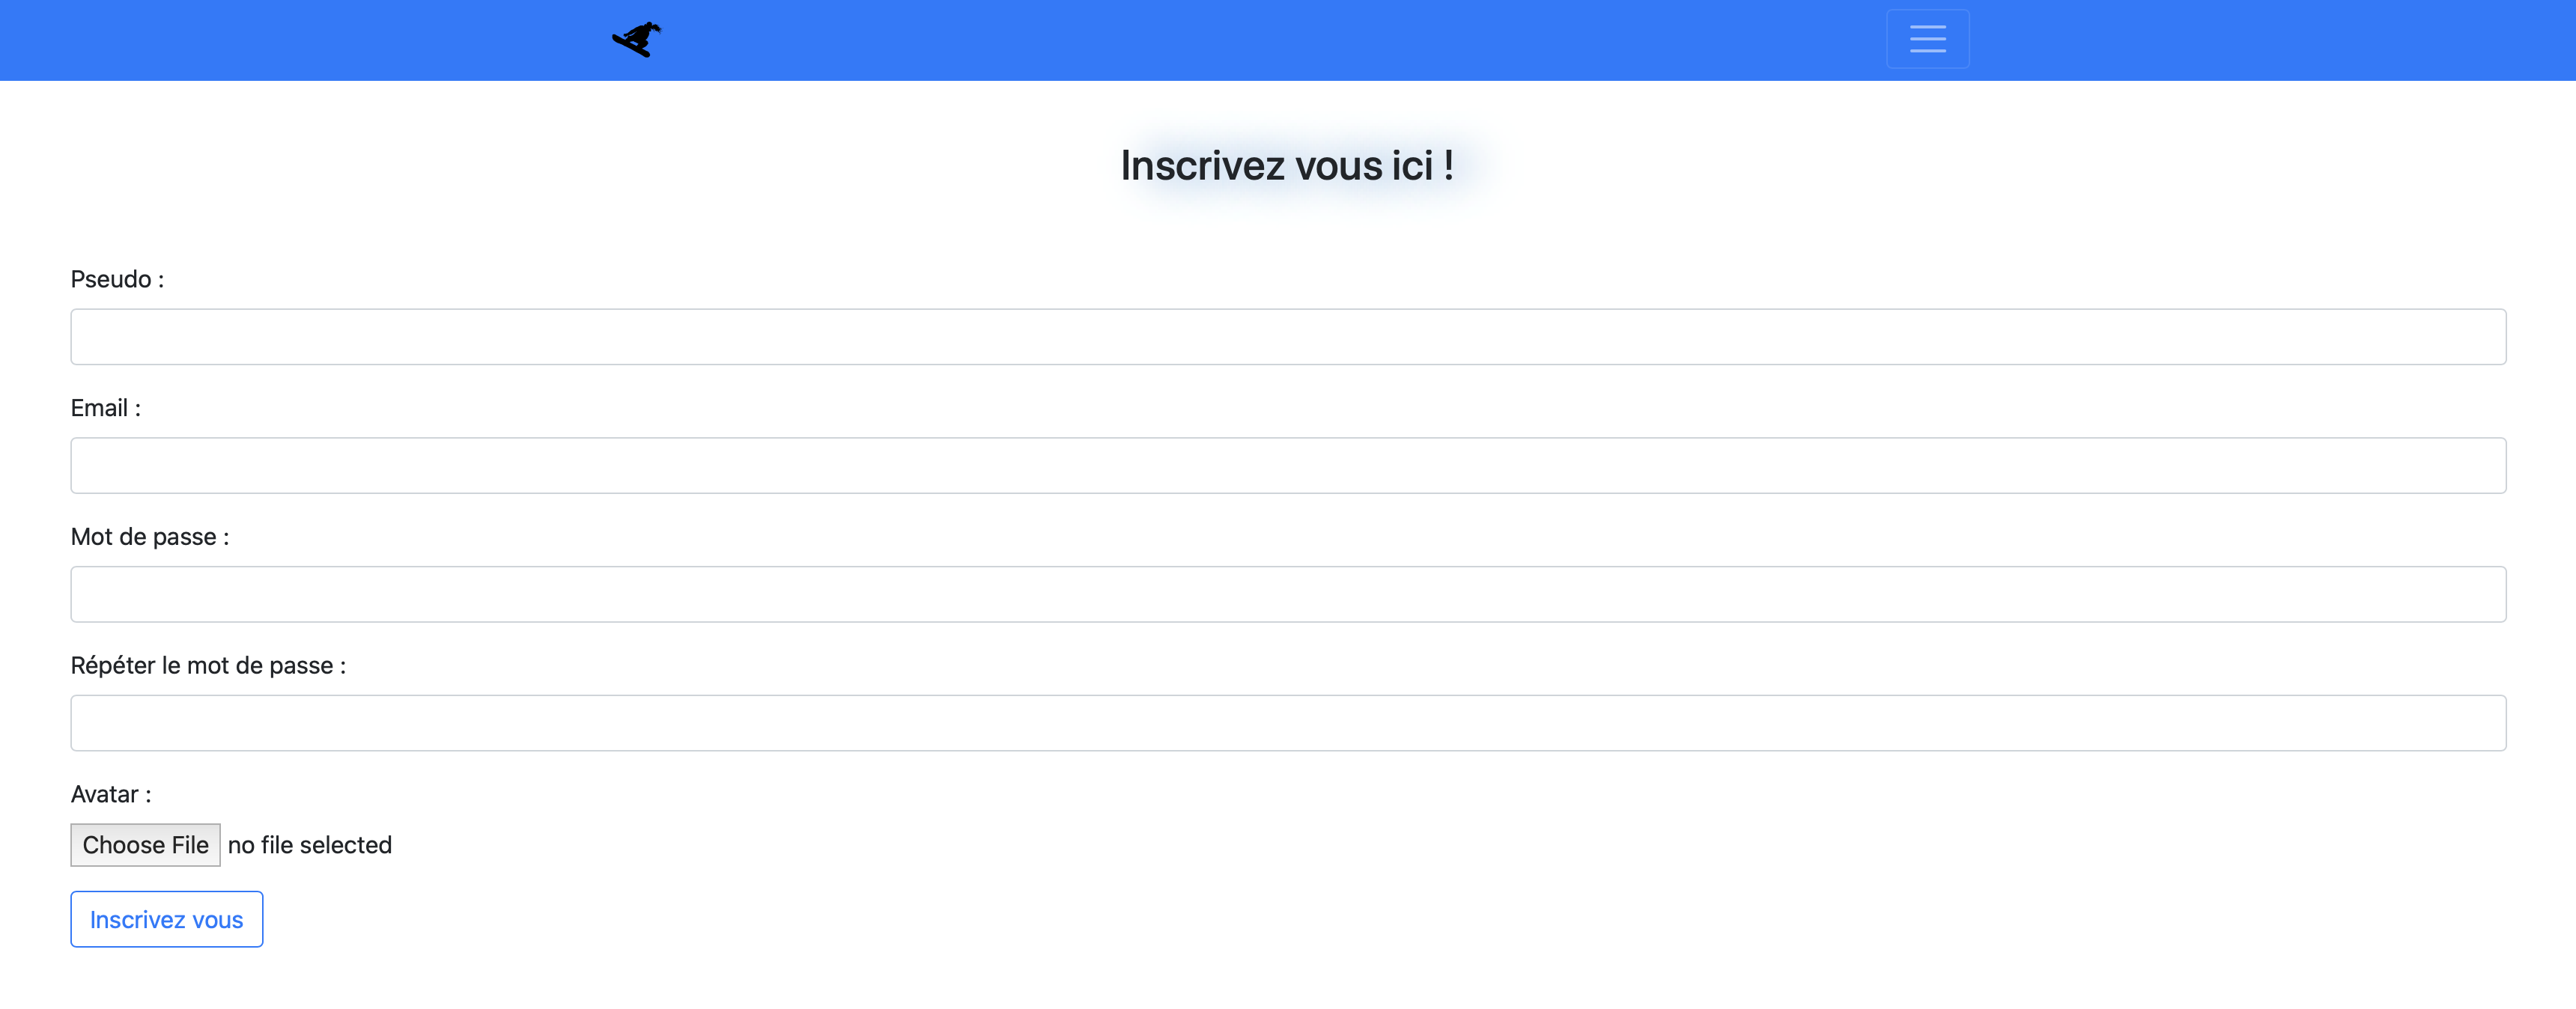 Inscrivez vous ici !
Pseudo :
Email :
Mot de passe :
Répéter le mot de passe :
Avatar :
Choose File no file selected
Inscrivez vous